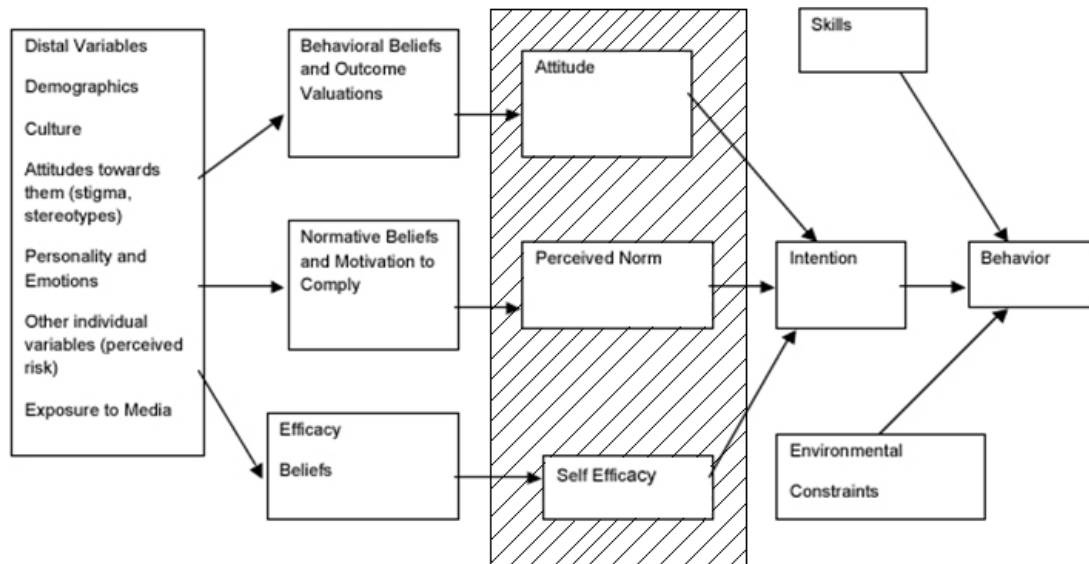 Distal Variables
Demographics
Culture
Attitudes towards
them (stigma,
stereotypes)
Personality and
Emotions
Other individual
variables (perceived
risk)
Exposure to Media
Behavioral Beliefs
and Outcome
Valuations
Normative Beliefs
and Motivation to
Comply
Efficacy
Beliefs
Attitude
Perceived Norm
Self Efficacy
Intention
Skills
Behavior
Environmental
Constraints